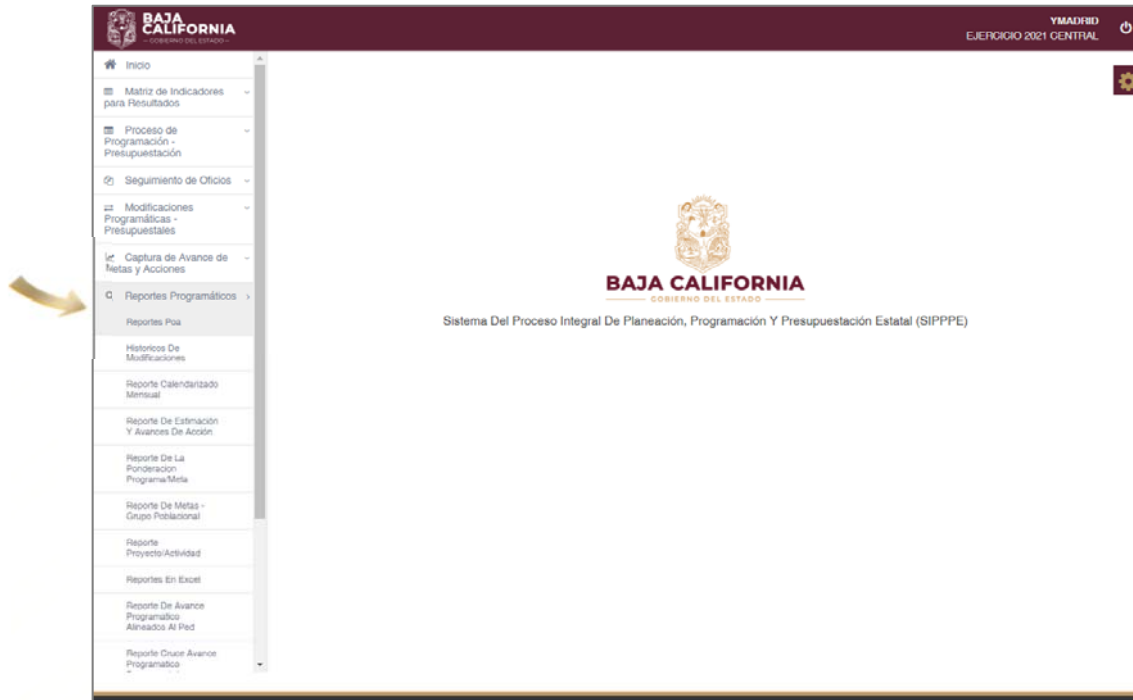 BAJA
CALIFORNIA
- GOBIERNO DEL ESTADO -
YMADRID
EJERCICIO 2021 CENTRAL
Inicio
Matriz de Indicadores
para Resultados
Proceso de
Programación -
Presupuestación
Seguimiento de Oficios
Modificaciones
Programáticas -
Presupuestales
Captura de Avance de
Metas y Acciones
Reportes Programáticos
Reportes Poa
Historicos De
Modificaciones
Reporte Calendarizado
Mensual
Reporte De Estimación
Y Avances De Acción
Reporte De La
Ponderacion
Programa/Meta
Reporte De Metas -
Grupo Poblacional
Reporte
Proyecto/Actividad
Reportes En Excel
Reporte De Avance
Programatico
Alineados Al Ped
Reporte Cruce Avance
Programatico
BAJA CALIFORNIA
GOBIERNO DEL ESTADO
Sistema Del Proceso Integral De Planeación, Programación Y Presupuestación Estatal (SIPPPE)